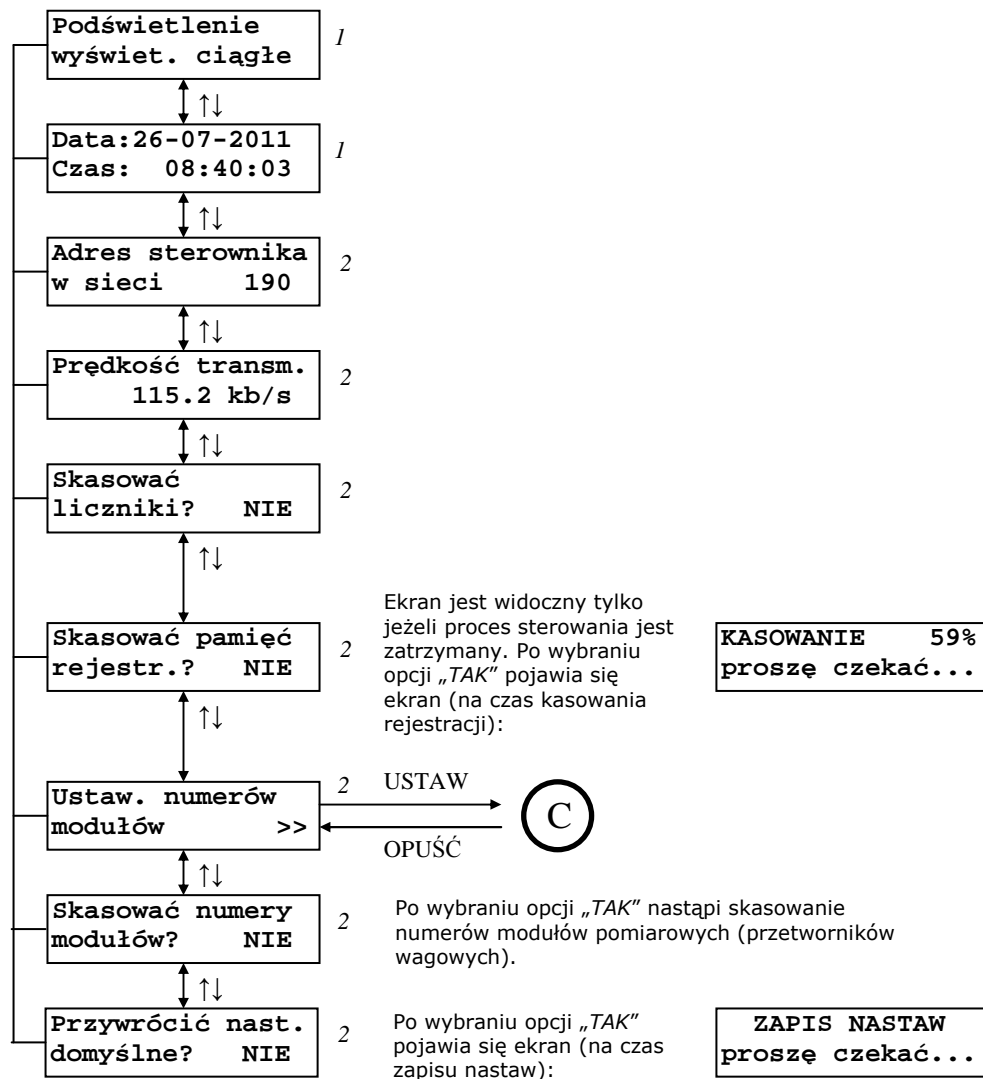 Podświetlenie
wyświet. ciągłe
1
↑↓
Data:26-07-2011
Czas: 08:40:03
1
↑↓
Adres sterownika
w sieci 190
2
↑↓
Prędkość transm.
115.2 kb/s
2
↑↓
Skasować
liczniki? NIE
2
↑↓
Skasować pamięć
rejestr.? NIE
2
Ekran jest widoczny tylko
jeżeli proces sterowania jest
zatrzymany. Po wybraniu
opcji „TAK” pojawia się
ekran (na czas kasowania
rejestracji):
KASOWANIE 59%
proszę czekać...
↑↓
Ustaw. numerów
modułów >>
2
USTAW
OPUŚĆ
C
↑↓
Skasować numery
modułów? NIE
2
Po wybraniu opcji „TAK” nastąpi skasowanie
numerów modułów pomiarowych (przetworników
wagowych).
↑↓
Przywrócić nast.
domyślne? NIE
2
Po wybraniu opcji „TAK”
pojawia się ekran (na czas
zapisu nastaw):
ZAPIS NASTAW
proszę czekać...